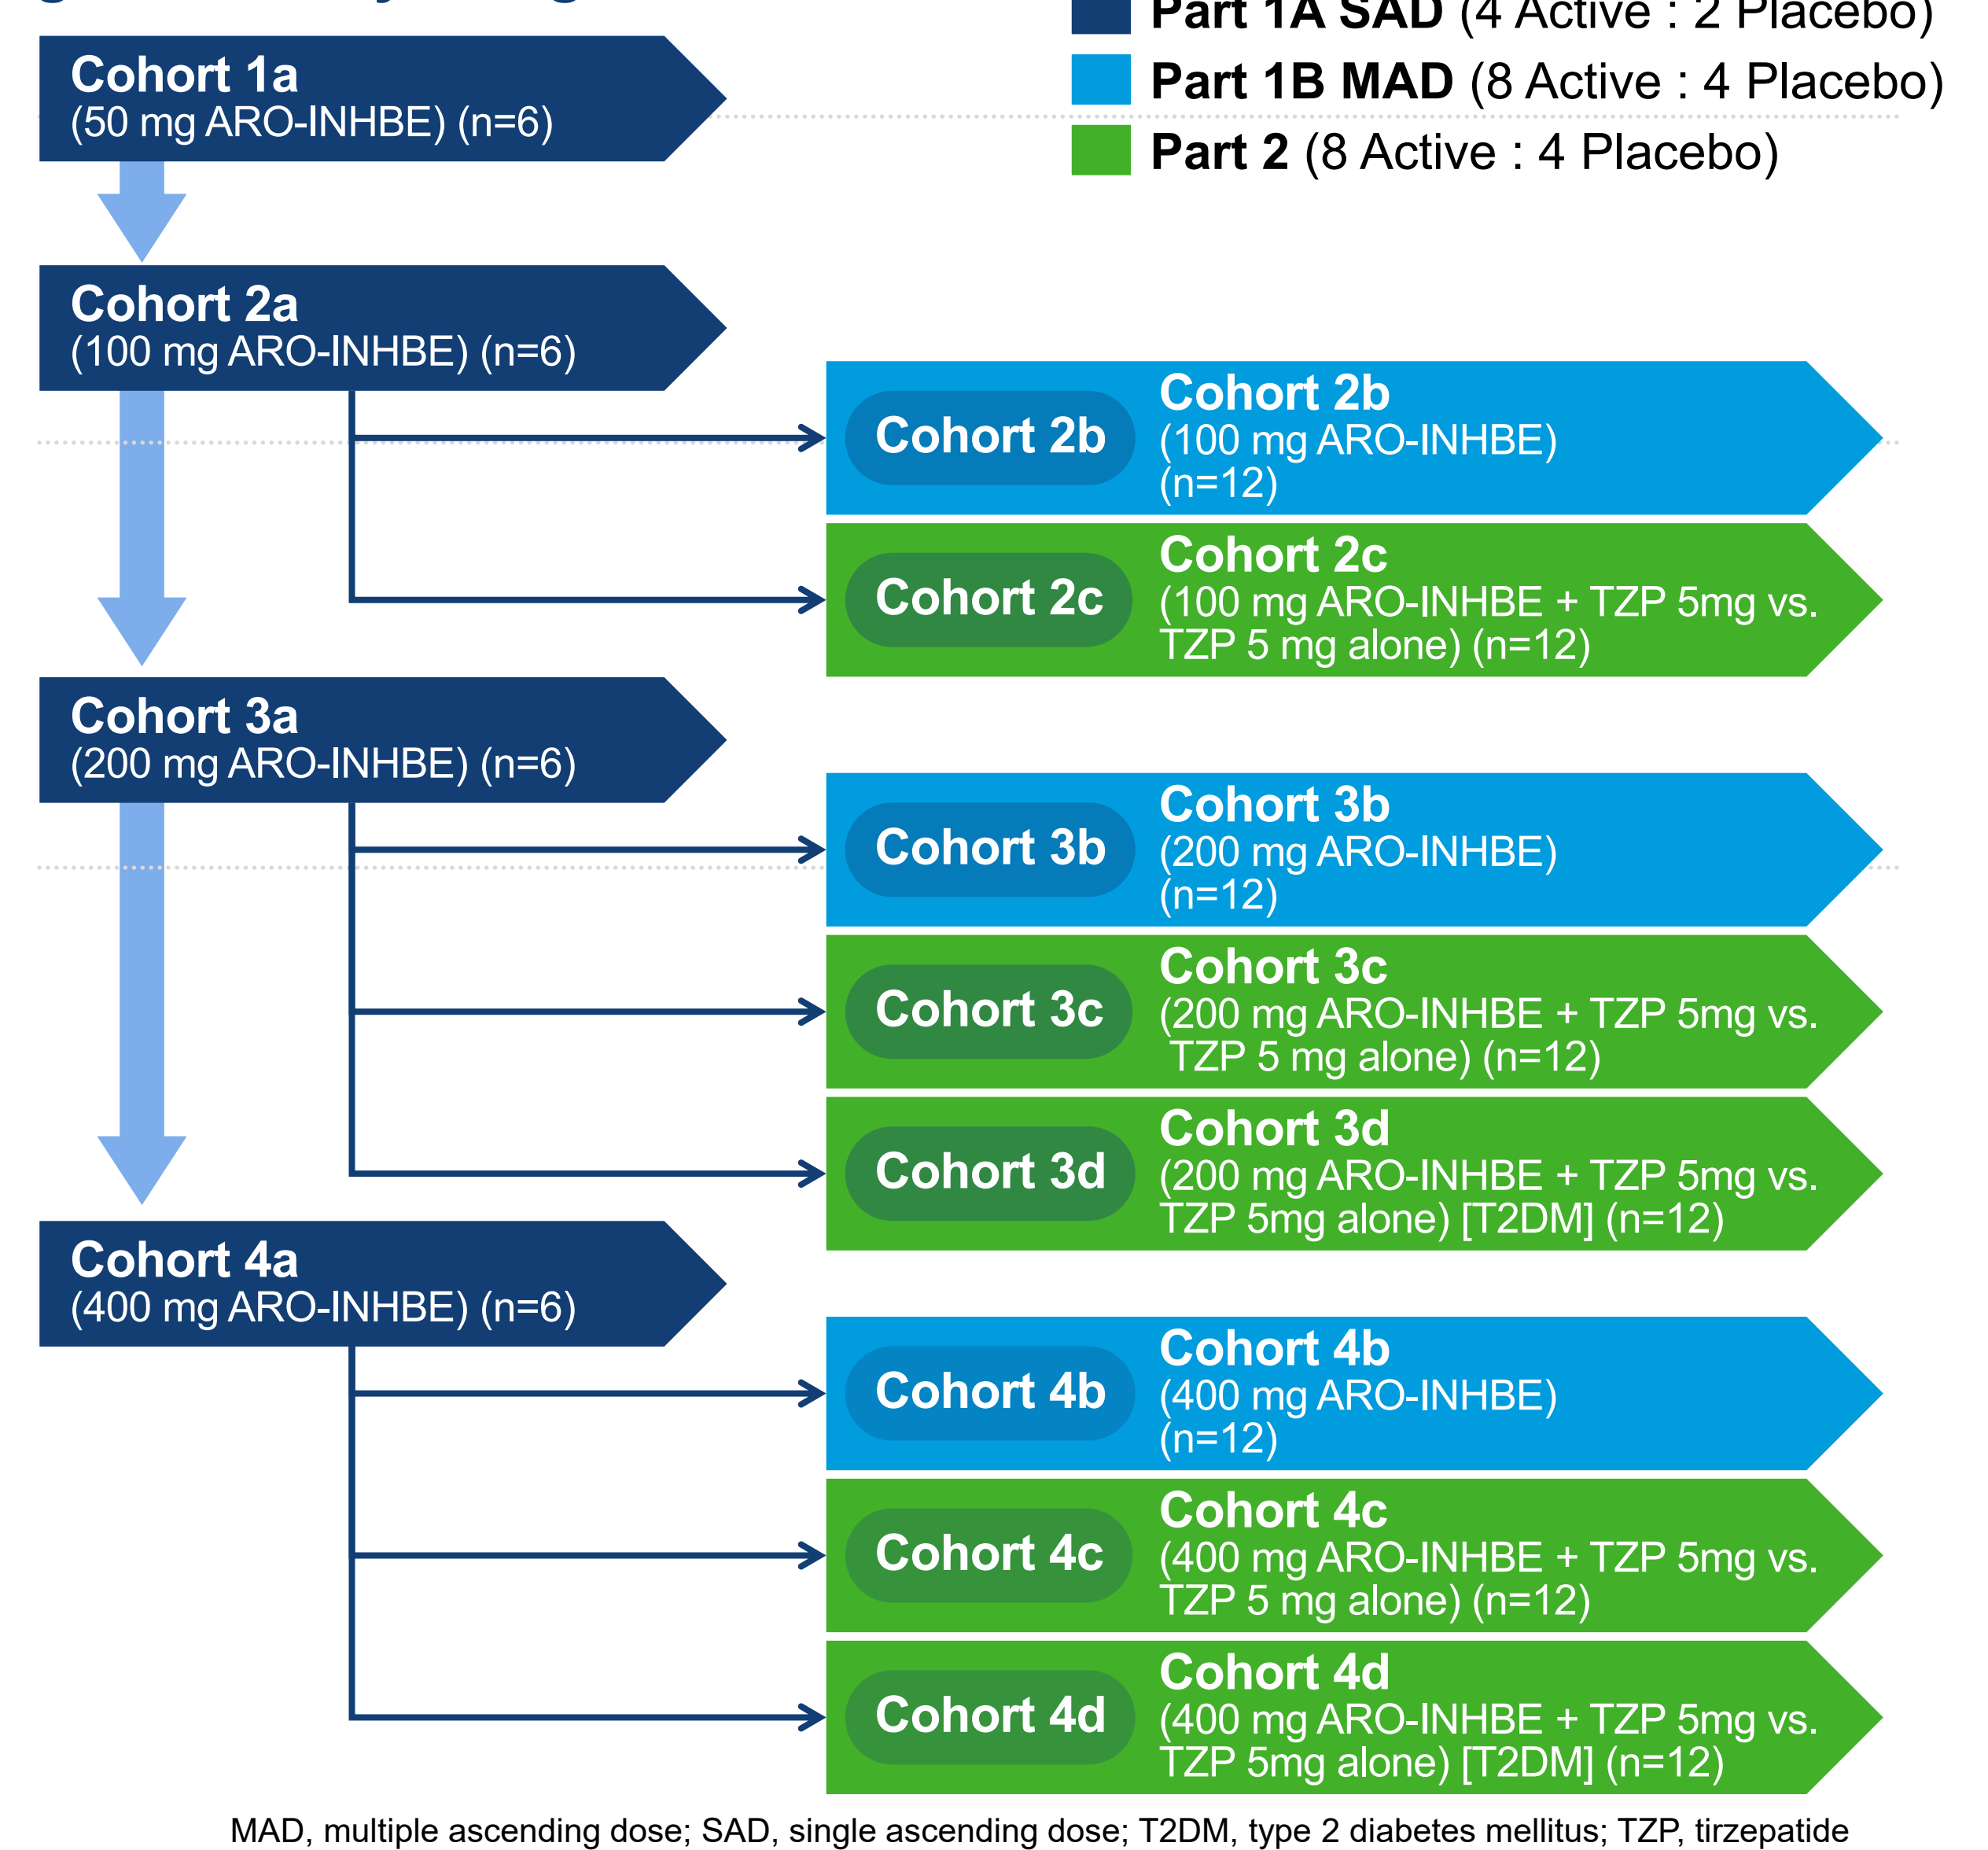 Part 1A SAD (4 Active : 2 Placebo)
Part 1B MAD (8 Active : 4 Placebo)
Part 2 (8 Active : 4 Placebo)
Cohort 1a
(50 mg ARO-INHBE) (n=6)
Cohort 2a
(100 mg ARO-INHBE) (n=6)
Cohort 2b
Cohort 2b
(100 mg ARO-INHBE)
(n=12)
Cohort 2c
Cohort 2c
(100 mg ARO-INHBE + TZP 5mg vs.
TZP 5 mg alone) (n=12)
Cohort 3a
(200 mg ARO-INHBE) (n=6)
Cohort 3b
Cohort 3b
(200 mg ARO-INHBE)
(n=12)
Cohort 3c
Cohort 3c
(200 mg ARO-INHBE + TZP 5mg vs.
TZP 5 mg alone) (n=12)
Cohort 3d
Cohort 3d
(200 mg ARO-INHBE + TZP 5mg vs.
TZP 5mg alone) [T2DM] (n=12)
Cohort 4a
(400 mg ARO-INHBE) (n=6)
Cohort 4b
Cohort 4b
(400 mg ARO-INHBE)
(n=12)
Cohort 4c
Cohort 4c
(400 mg ARO-INHBE + TZP 5mg vs.
TZP 5 mg alone) (n=12)
Cohort 4d
Cohort 4d
(400 mg ARO-INHBE + TZP 5mg vs.
TZP 5mg alone) [T2DM] (n=12)
MAD, multiple ascending dose; SAD, single ascending dose; T2DM, type 2 diabetes mellitus; TZP, tirzepatide